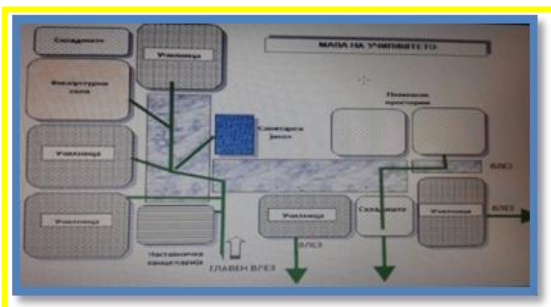 Складиште
Училница
МАПА НА УЧИЛИШТЕТО
Фискултурна
сала
Помошни
простории
Санитарен
јазол
Училница
ВЛЕЗ
Училница
Училница
Складиште
Училница
ВЛЕЗ
ВЛЕЗ
Наставничка
канцеларија
ГЛАВЕН ВЛЕЗ